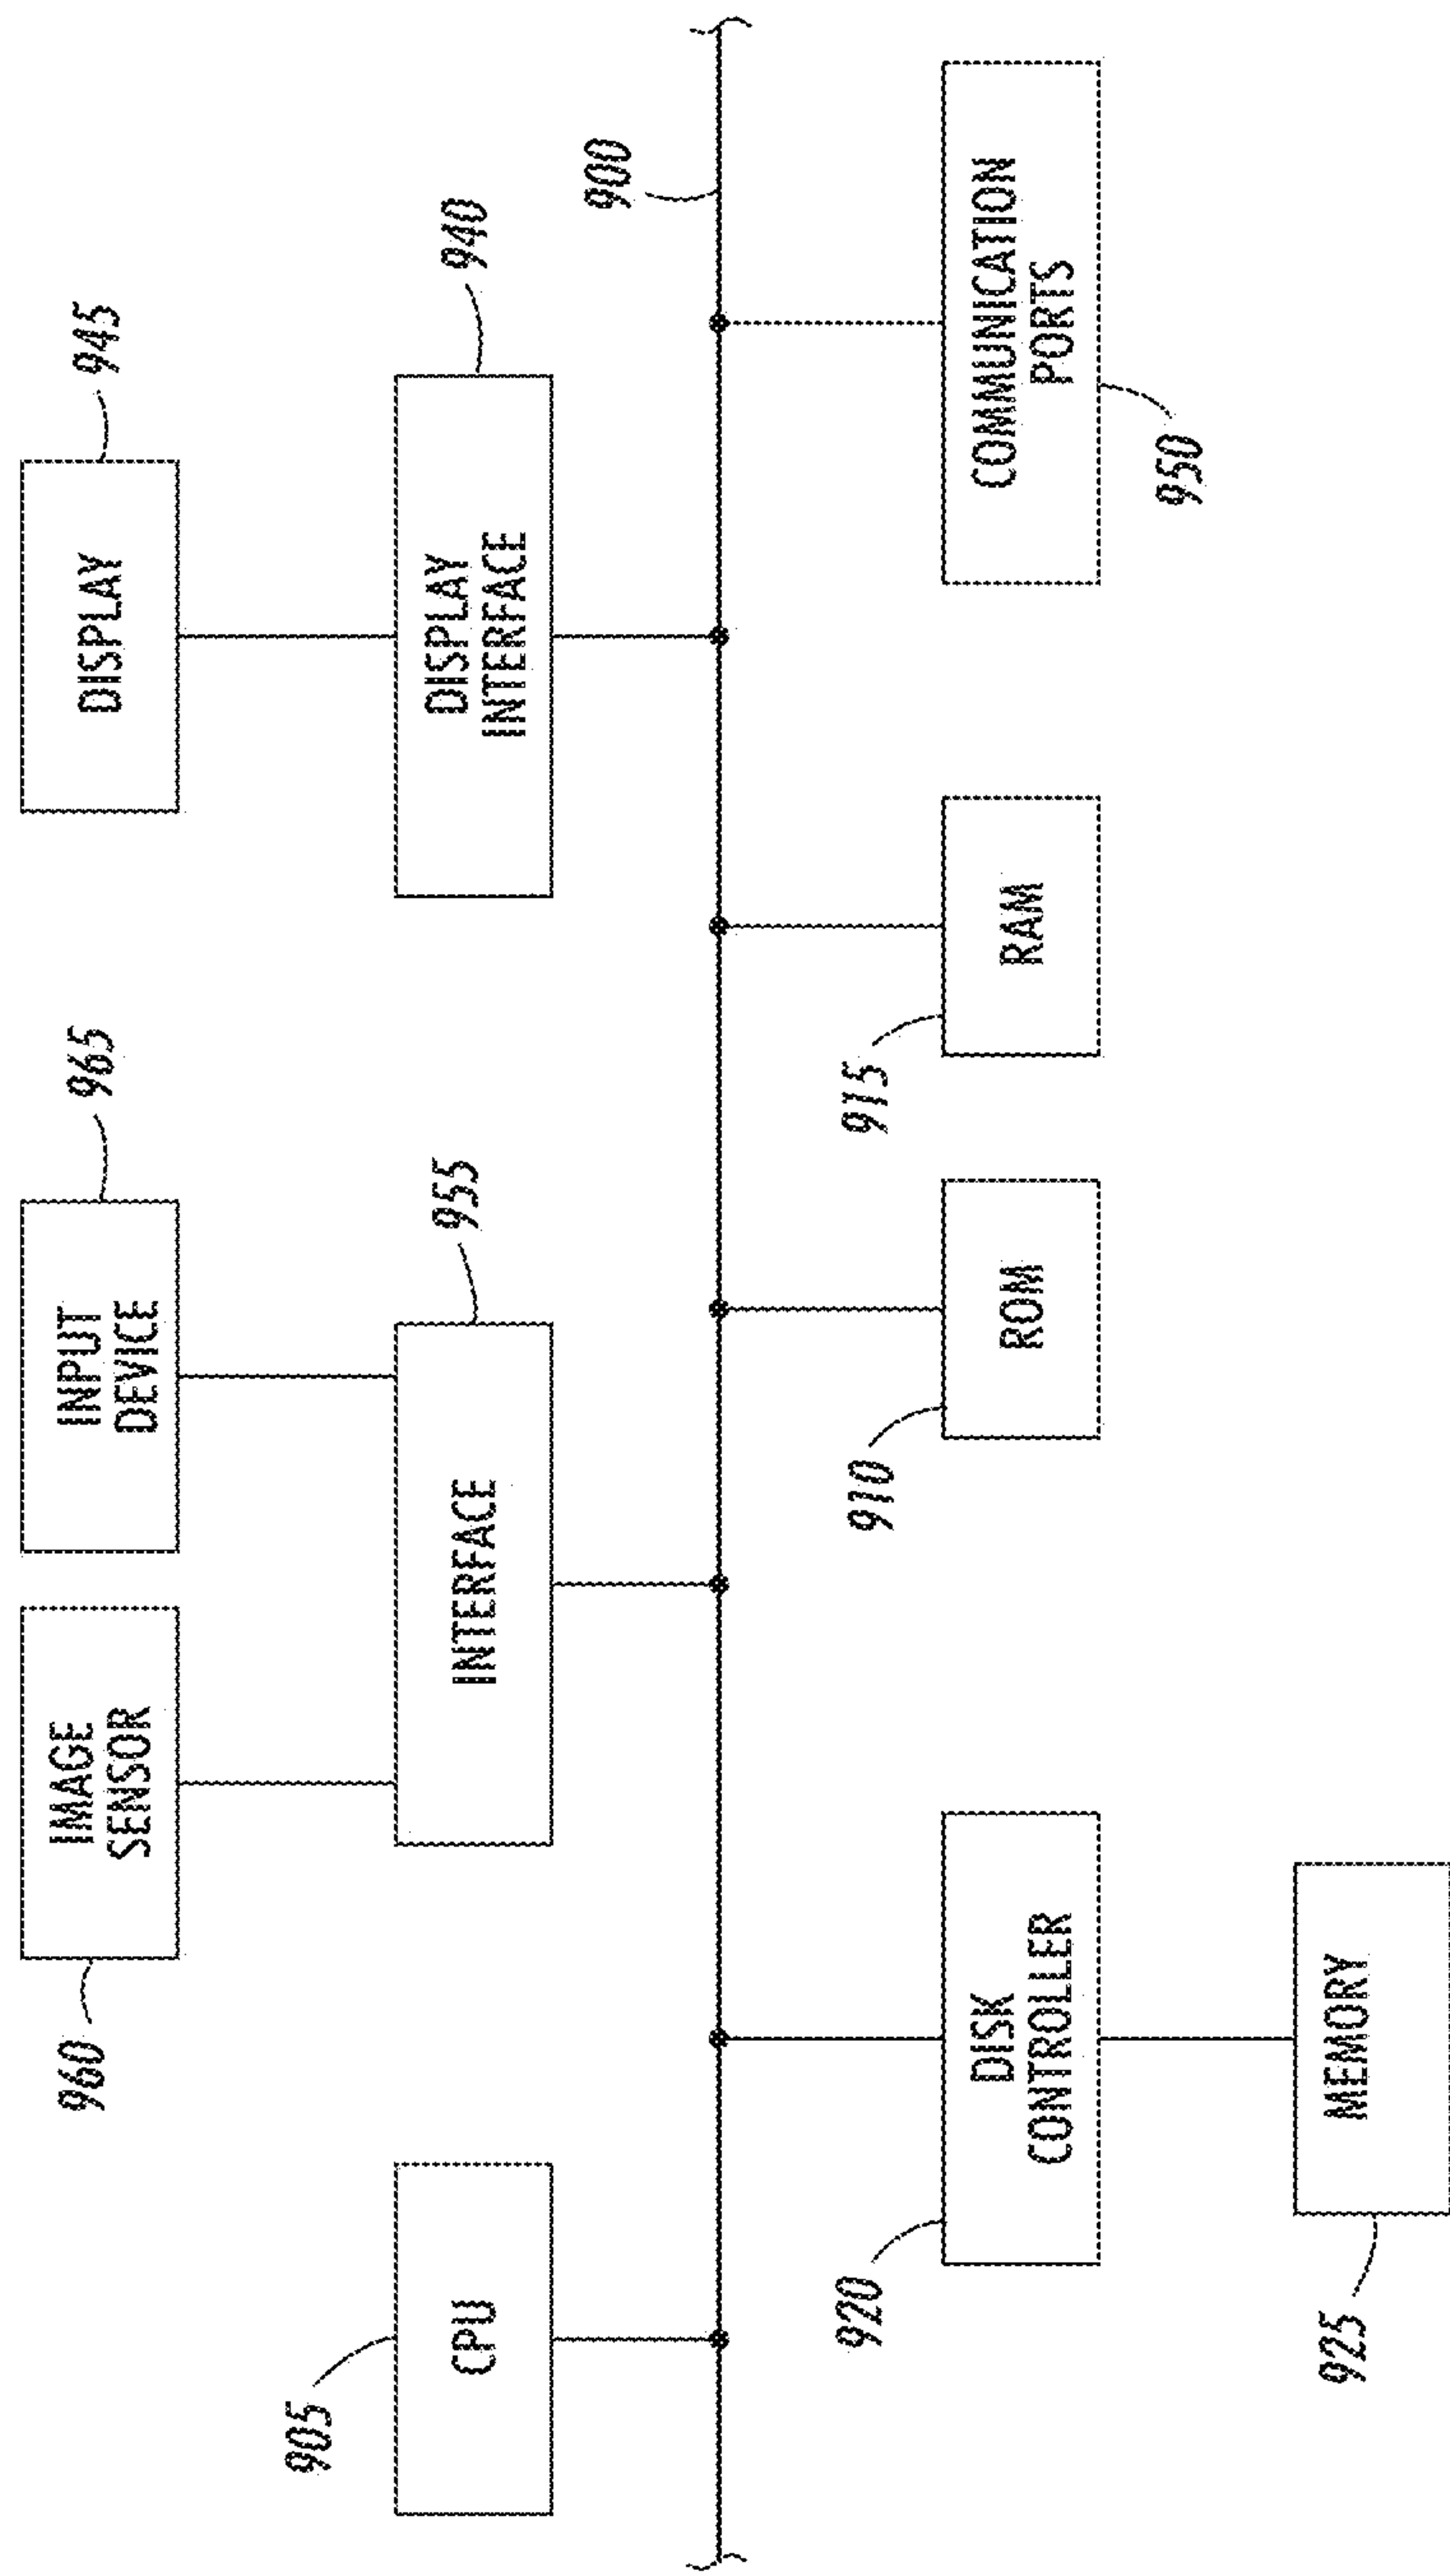 960
IMAGE
SENSOR
INPUT
DEVICE
965
DISPLAY
945
905
CPU
INTERFACE
955
DISPLAY
INTERFACE
940
900
920
DISK
CONTROLLER
910
ROM
915
RAM
COMMUNICATION
PORTS
950
925
MEMORY